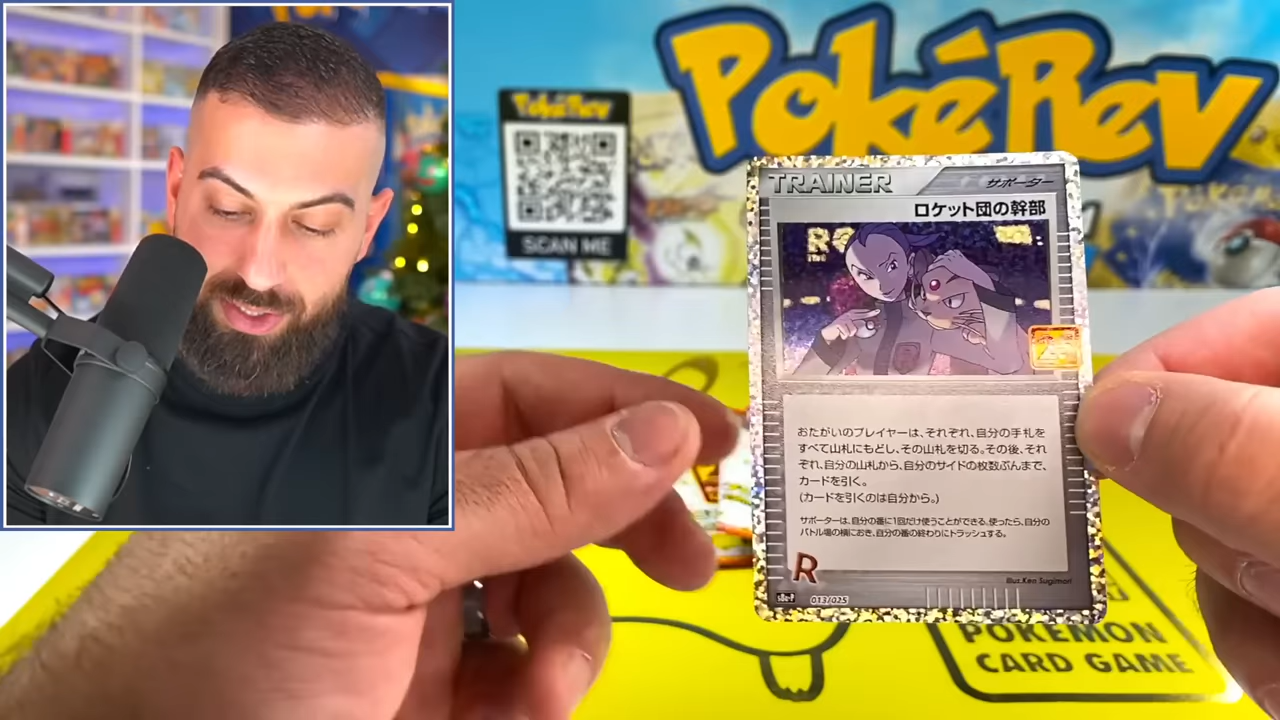 PokéRev
PokéRev
SCAN ME
TRAINER
サポーター
ロケット団の幹部
おたがいのプレイヤーは、それぞれ、自分の手札を
すべて山札にもどし、その山札を切る。その後、それ
ぞれ、自分の山札から、自分のサイドの枚数ぶんまで、
カードを引く。
(カードを引くのは自分から。)
サポーターは、自分の番に1回だけ使うことができる。使ったら、自分の
バトル場の横におき、自分の番の終わりにトラッシュする。
R
Illus. Ken Sugimori
s8a-P
013/025
POKÉMON
CARD GAME